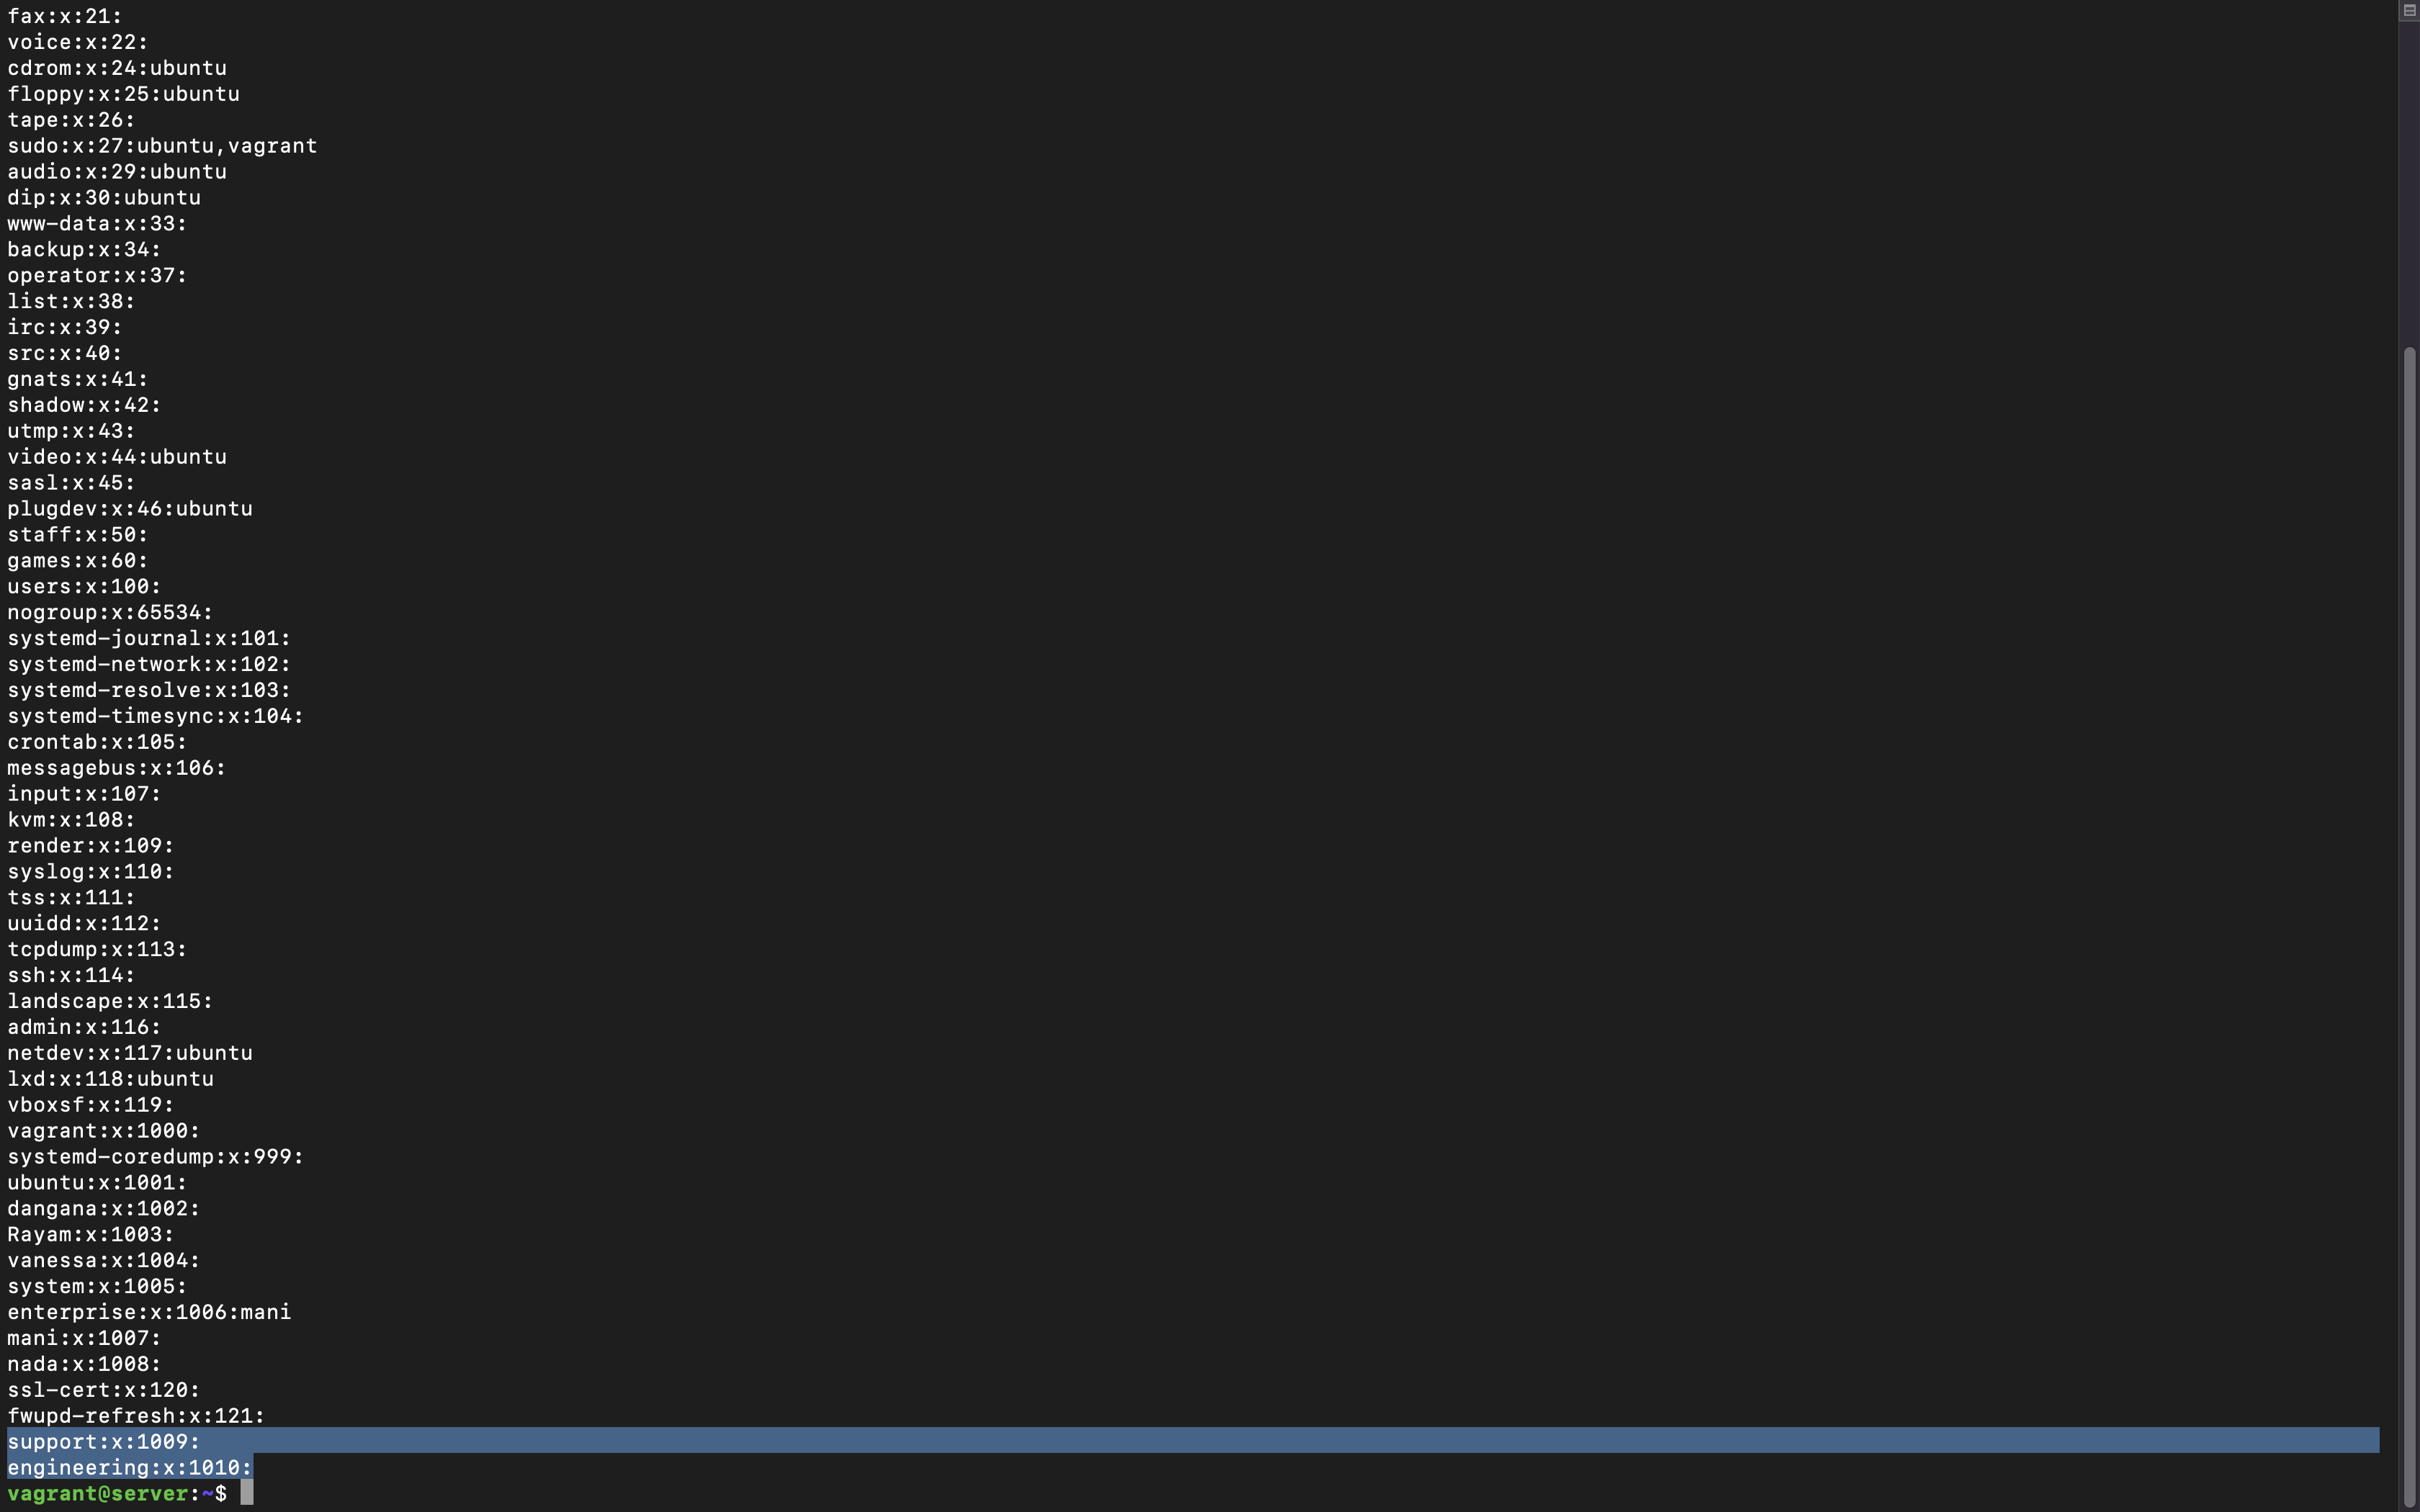 fax:x:21:
voice:x:22:
cdrom:x:24:ubuntu
floppy:x:25:ubuntu
tape:x:26:
sudo:x:27:ubuntu,vagrant
audio:x:29:ubuntu
dip:x:30:ubuntu
www-data:x:33:
backup:x:34:
operator:x:37:
list:x:38:
irc:x:39:
src:x:40:
gnats:x:41:
shadow:x:42:
utmp:x:43:
video:x:44:ubuntu
sasl:x:45:
plugdev:x:46:ubuntu
staff:x:50:
games:x:60:
users:x:100:
nogroup:x:65534:
systemd-journal:x:101:
systemd-network:x:102:
systemd-resolve:x:103:
systemd-timesync:x:104:
crontab:x:105:
messagebus:x:106:
input:x:107:
kvm:x:108:
render:x:109:
syslog:x:110:
tss:x:111:
uuidd:x:112:
tcpdump:x:113:
ssh:x:114:
landscape:x:115:
admin:x:116:
netdev:x:117:ubuntu
lxd:x:118:ubuntu
vboxsf:x:119:
vagrant:x:1000:
systemd-coredump:x:999:
ubuntu:x:1001:
dangana:x:1002:
Rayam:x:1003:
vanessa:x:1004:
system:x:1005:
enterprise:x:1006:mani
mani:x:1007:
nada:x:1008:
ssl-cert:x:120:
fwupd-refresh:x:121:
support:x:1009:
engineering:x:1010:
vagrant@server:~$